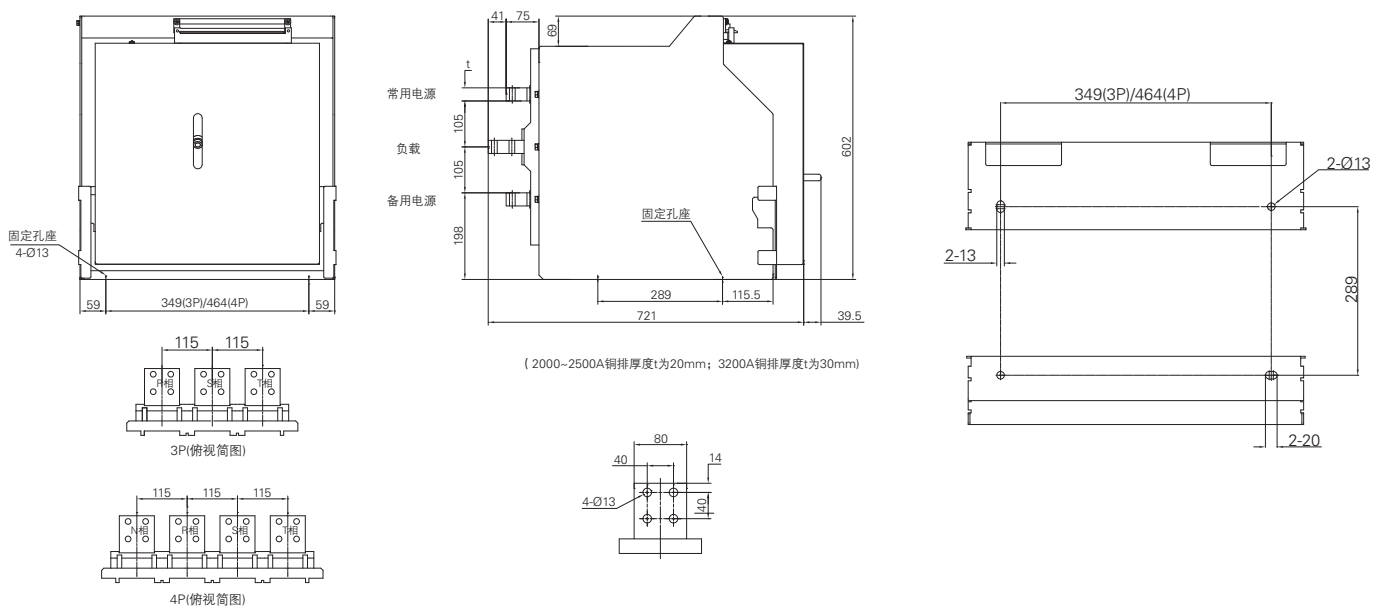 固定孔座
4-Ø13
59
349(3P)/464(4P)
59
115
115
R相
S相
T相
3P(俯视简图)
115
115
115
N相
R相
S相
T相
4P(俯视简图)
41
75
69
t
常用电源
105
负载
105
备用电源
198
固定孔座
602
289
115.5
721
39.5
( 2000~2500A铜排厚度t为20mm；3200A铜排厚度t为30mm)
80
40
14
4-Ø13
40
349(3P)/464(4P)
2-Ø13
2-13
289
2-20